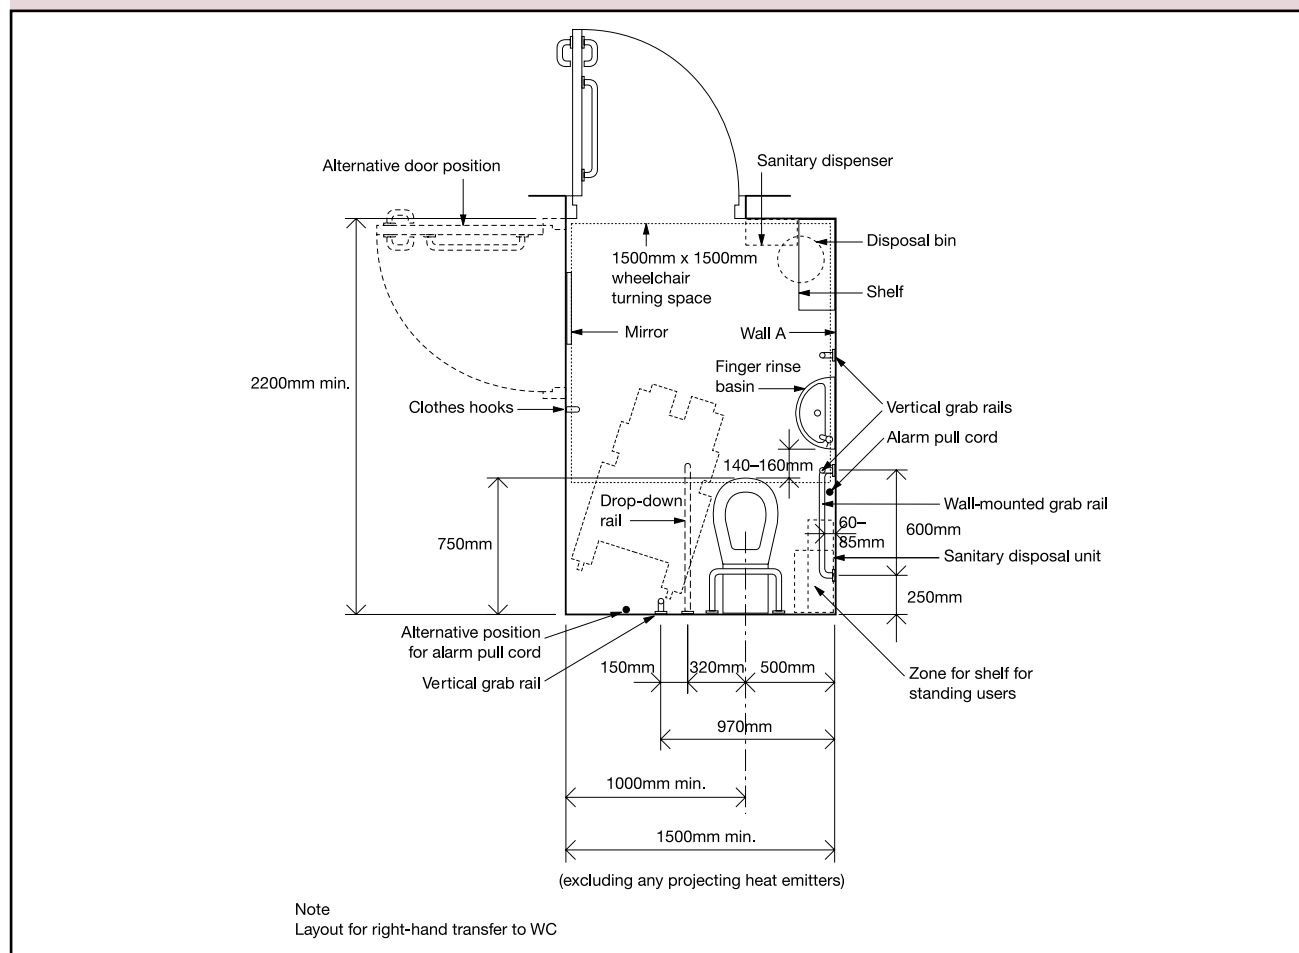 Alternative door position
Sanitary dispenser
Disposal bin
1500mm x 1500mm
wheelchair
turning space
Shelf
Mirror
Wall A
Finger rinse
basin
2200mm min.
Clothes hooks
Vertical grab rails
Alarm pull cord
140–160mm
Drop-down
rail
Wall-mounted grab rail
60–
85mm
600mm
750mm
Sanitary disposal unit
250mm
Alternative position
for alarm pull cord
150mm
320mm
500mm
Vertical grab rail
Zone for shelf for
standing users
970mm
1000mm min.
1500mm min.
(excluding any projecting heat emitters)
Note
Layout for right-hand transfer to WC